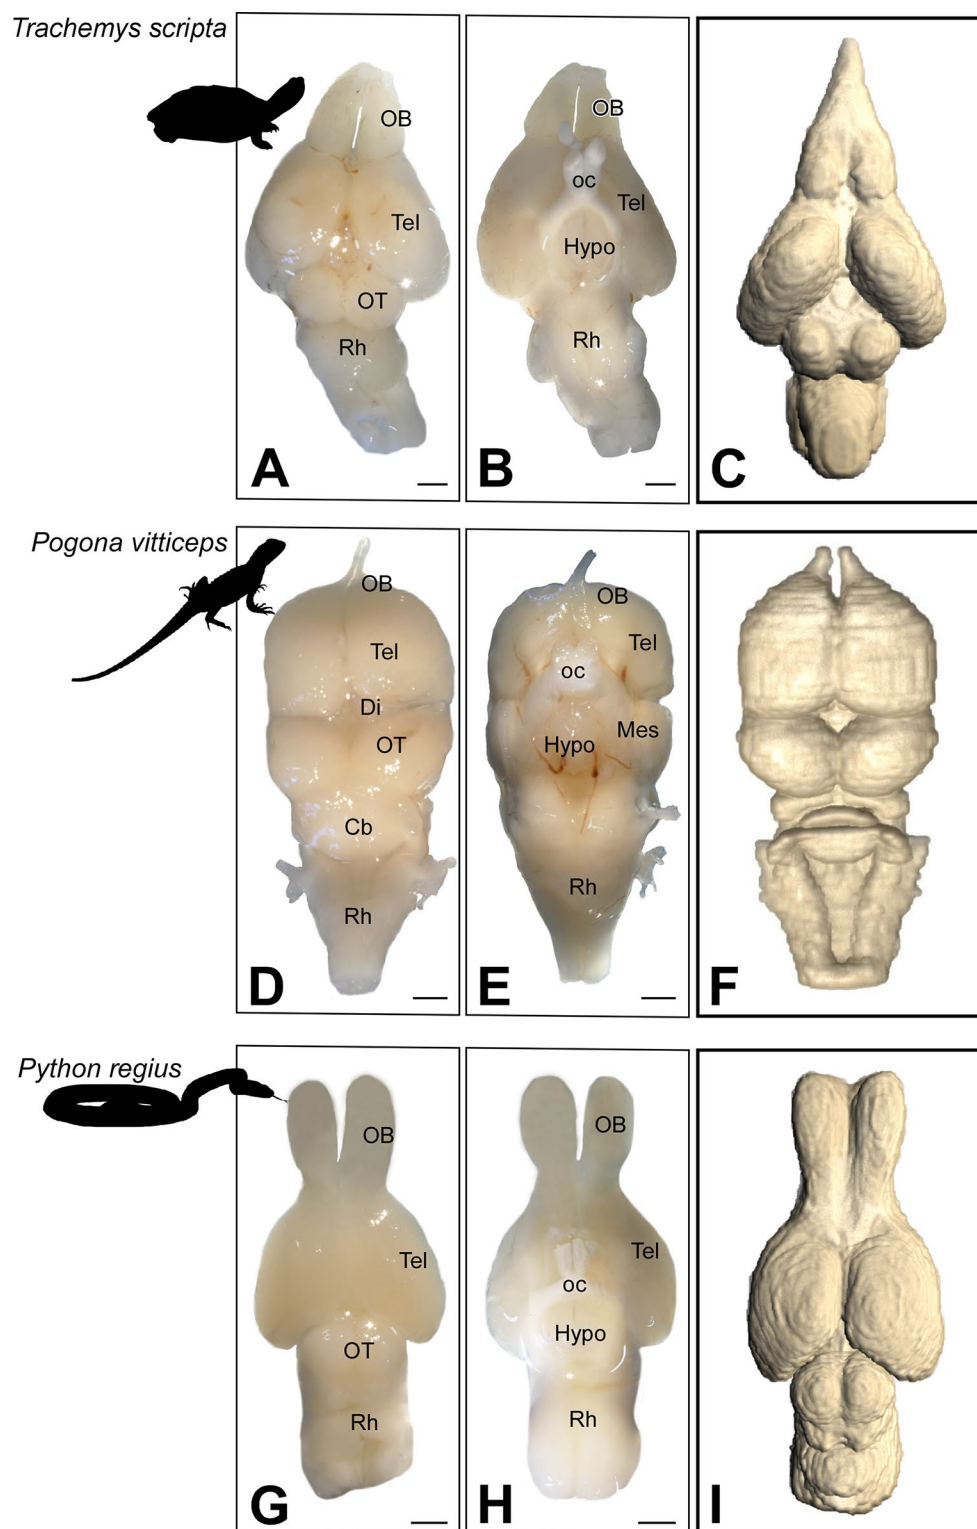 Trachemys scripta
OB
Tel
OT
Rh
A
OB
oc
Tel
Hypo
Rh
B
C
Pogona vitticeps
OB
Tel
Di
OT
Cb
Rh
D
OB
Tel
oc
Mes
Hypo
Rh
E
F
Python regius
OB
Tel
OT
Rh
G
OB
Tel
oc
Hypo
Rh
H
I